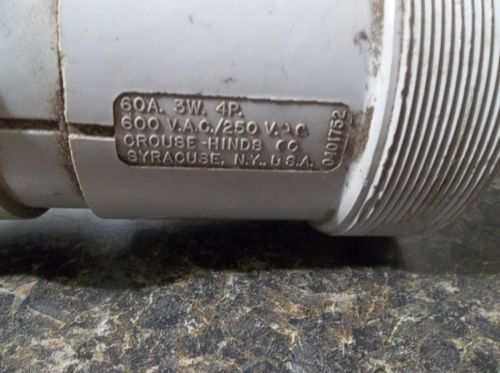 60A. 3W. 4P.
600 V.A.C./250 V.
CROUSE-HINDS CO
SYRACUSE, N.Y., U.S.A.
0401752